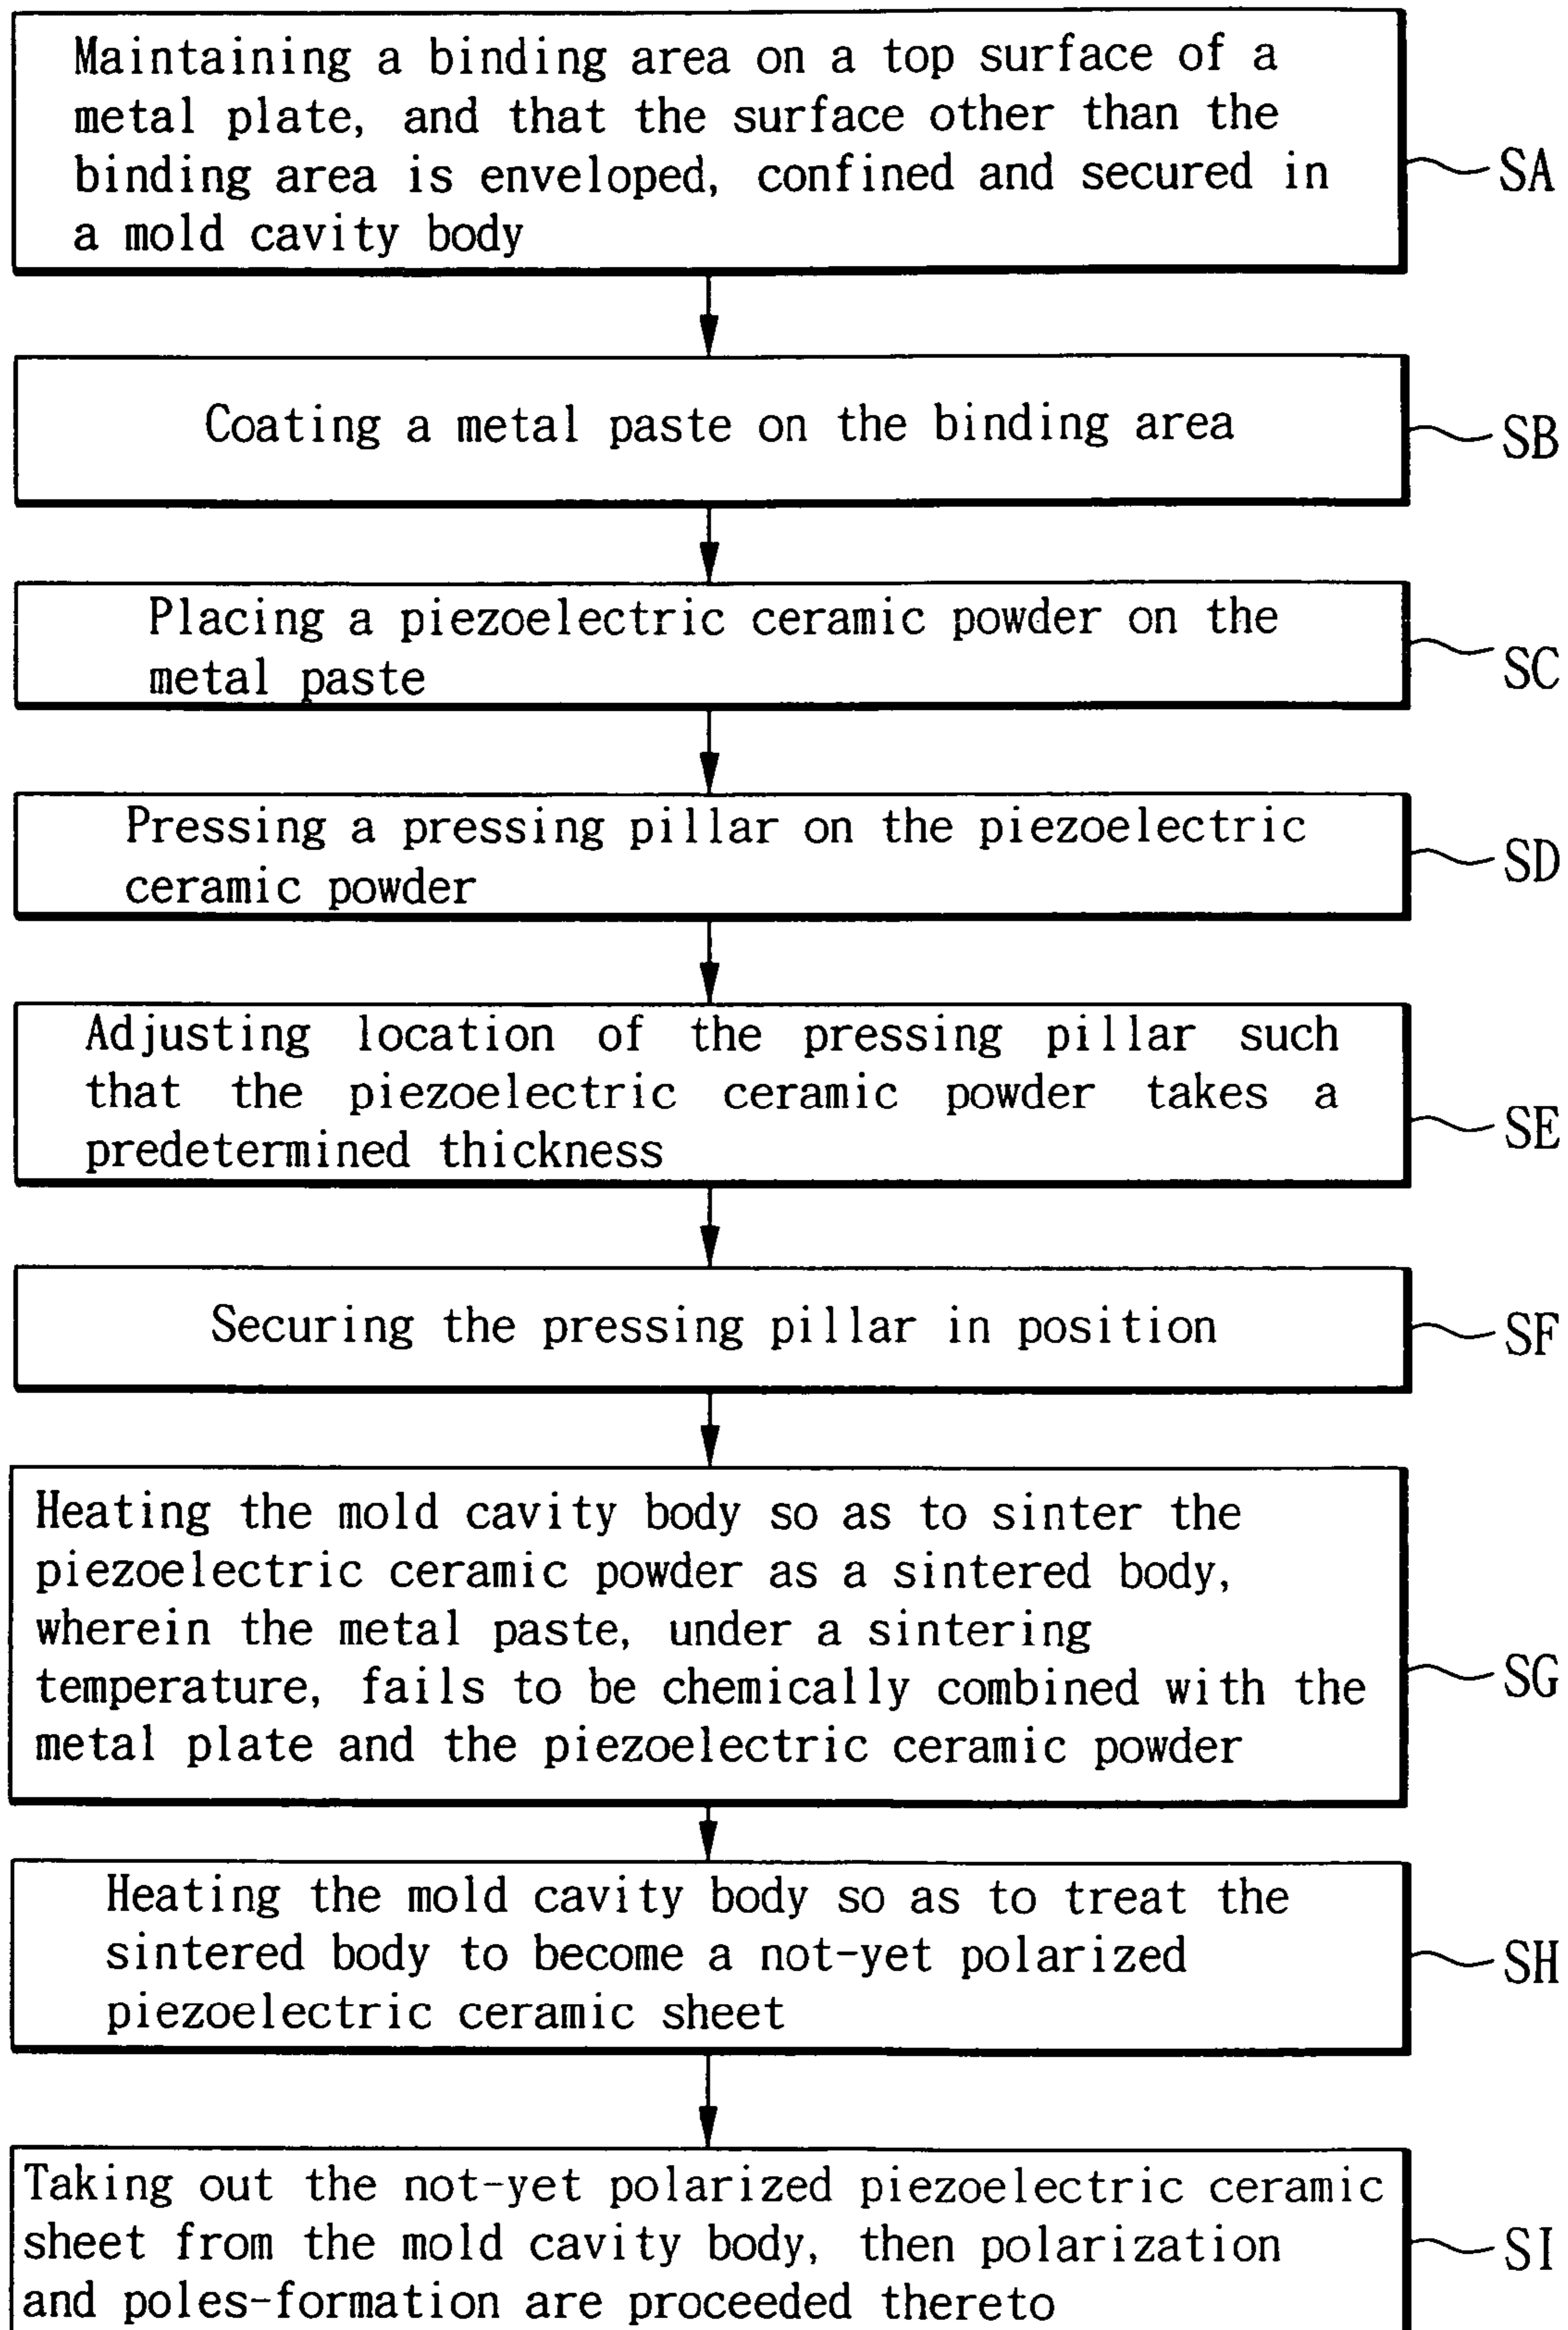 Maintaining a binding area on a top surface of a
metal plate, and that the surface other than the
binding area is enveloped, confined and secured in
a mold cavity body
SA
Coating a metal paste on the binding area
SB
Placing a piezoelectric ceramic powder on the
metal paste
SC
Pressing a pressing pillar on the piezoelectric
ceramic powder
SD
Adjusting location of the pressing pillar such
that the piezoelectric ceramic powder takes a
predetermined thickness
SE
Securing the pressing pillar in position
SF
Heating the mold cavity body so as to sinter the
piezoelectric ceramic powder as a sintered body,
wherein the metal paste, under a sintering
temperature, fails to be chemically combined with the
metal plate and the piezoelectric ceramic powder
SG
Heating the mold cavity body so as to treat the
sintered body to become a not-yet polarized
piezoelectric ceramic sheet
SH
Taking out the not-yet polarized piezoelectric ceramic
sheet from the mold cavity body, then polarization
and poles-formation are proceeded thereto
SI